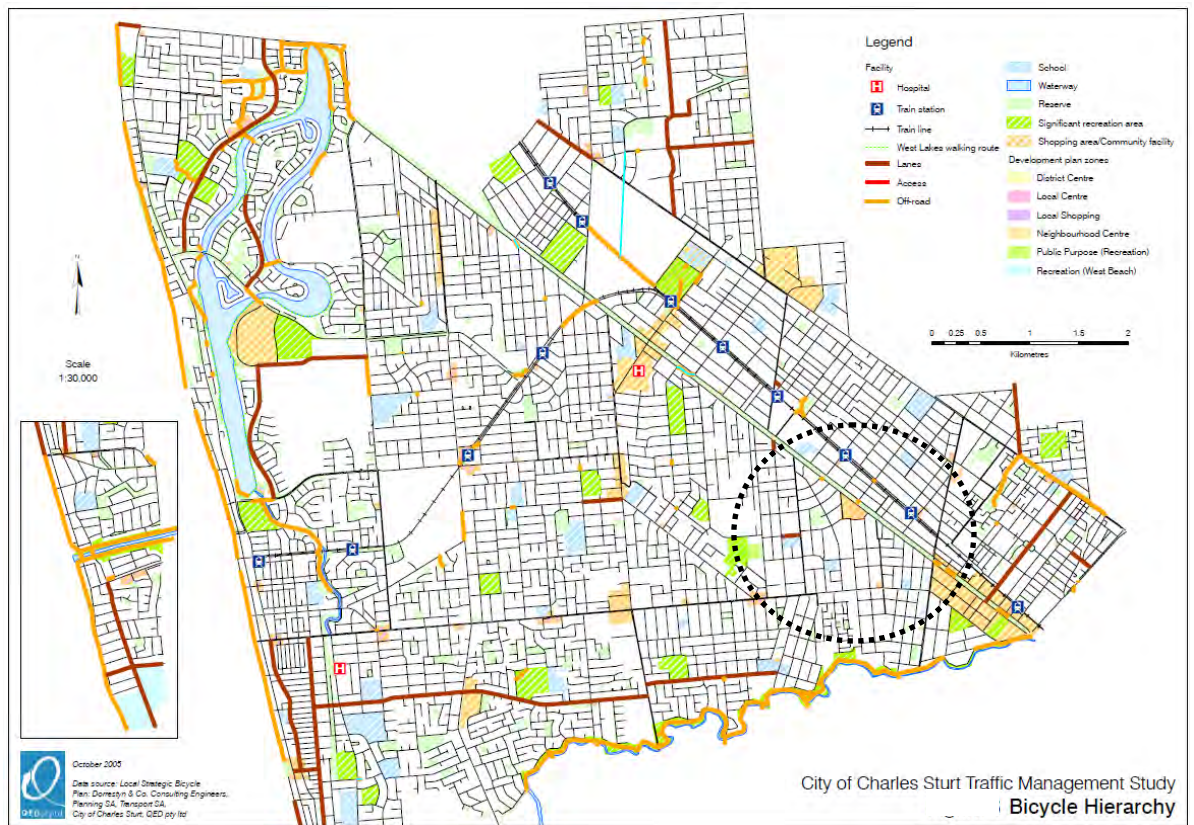 Legend
Facility
Hospital
Train station
Train line
West Lakes walking route
Lanes
Access
Off-road
School
Waterway
Reserve
Significant recreation area
Shopping area/Community facility
Development plan zones
District Centre
Local Centre
Local Shopping
Neighbourhood Centre
Public Purpose (Recreation)
Recreation (West Beach)
0 0.25 0.5 1 1.5 2
Kilometres
Scale
1:30,000
October 2005
Data source: Local Strategic Bicycle
Plan: Dorrestyn & Co. Consulting Engineers,
Planning SA, Transport SA,
City of Charles Sturt, QED pty ltd
QED pty ltd
City of Charles Sturt Traffic Management Study
Bicycle Hierarchy